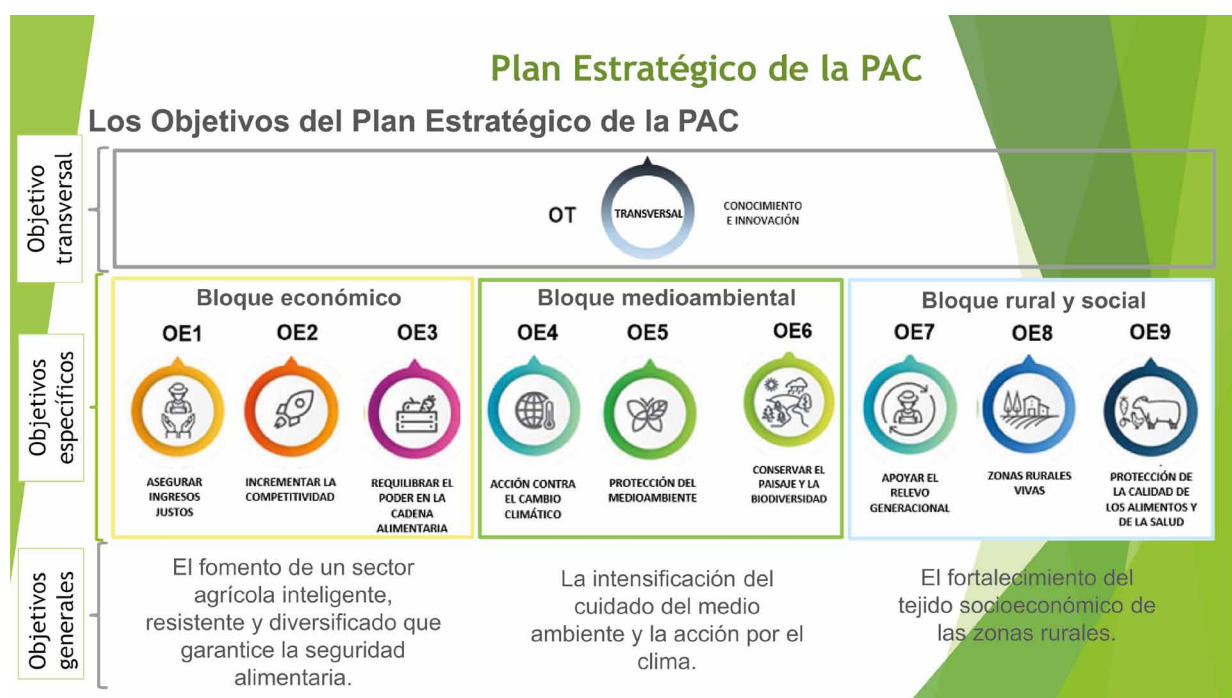 Plan Estratégico de la PAC
Los Objetivos del Plan Estratégico de la PAC
Objetivo
transversal
OT
TRANSVERSAL
CONOCIMIENTO
E INNOVACIÓN
Objetivos
específicos
Bloque económico
OE1
OE2
OE3
ASEGURAR
INGRESOS
JUSTOS
INCREMENTAR LA
COMPETITIVIDAD
REQUILIBRAR EL
PODER EN LA
CADENA
ALIMENTARIA
Bloque medioambiental
OE4
OE5
OE6
ACCIÓN CONTRA
EL CAMBIO
CLIMÁTICO
PROTECCIÓN DEL
MEDIOAMBIENTE
CONSERVAR EL
PAISAJE Y LA
BIODIVERSIDAD
Bloque rural y social
OE7
OE8
OE9
APOYAR EL
RELEVO
GENERACIONAL
ZONAS RURALES
VIVAS
PROTECCIÓN DE
LA CALIDAD DE
LOS ALIMENTOS Y
DE LA SALUD
Objetivos
generales
El fomento de un sector
agrícola inteligente,
resistente y diversificado que
garantice la seguridad
alimentaria.
La intensificación del
cuidado del medio
ambiente y la acción por el
clima.
El fortalecimiento del
tejido socioeconómico de
las zonas rurales.